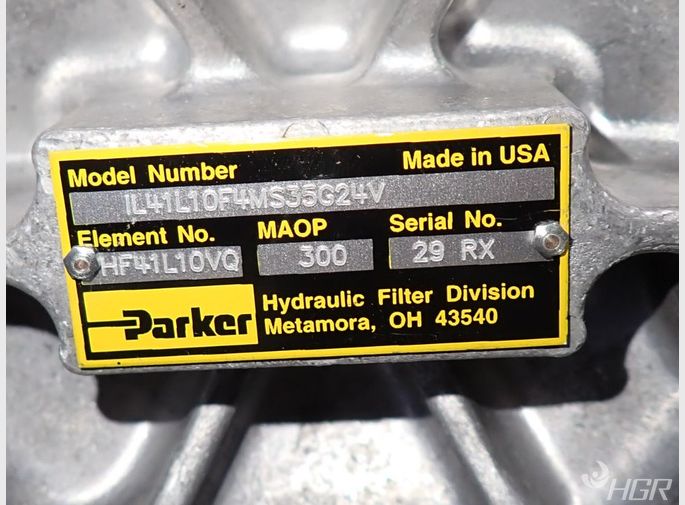 Model Number Made in USA
IL41L10F4MS35G24V
Element No. MAOP Serial No.
HF41L10VQ 300 29 RX
Parker Hydraulic Filter Division
Metamora, OH 43540
HGR